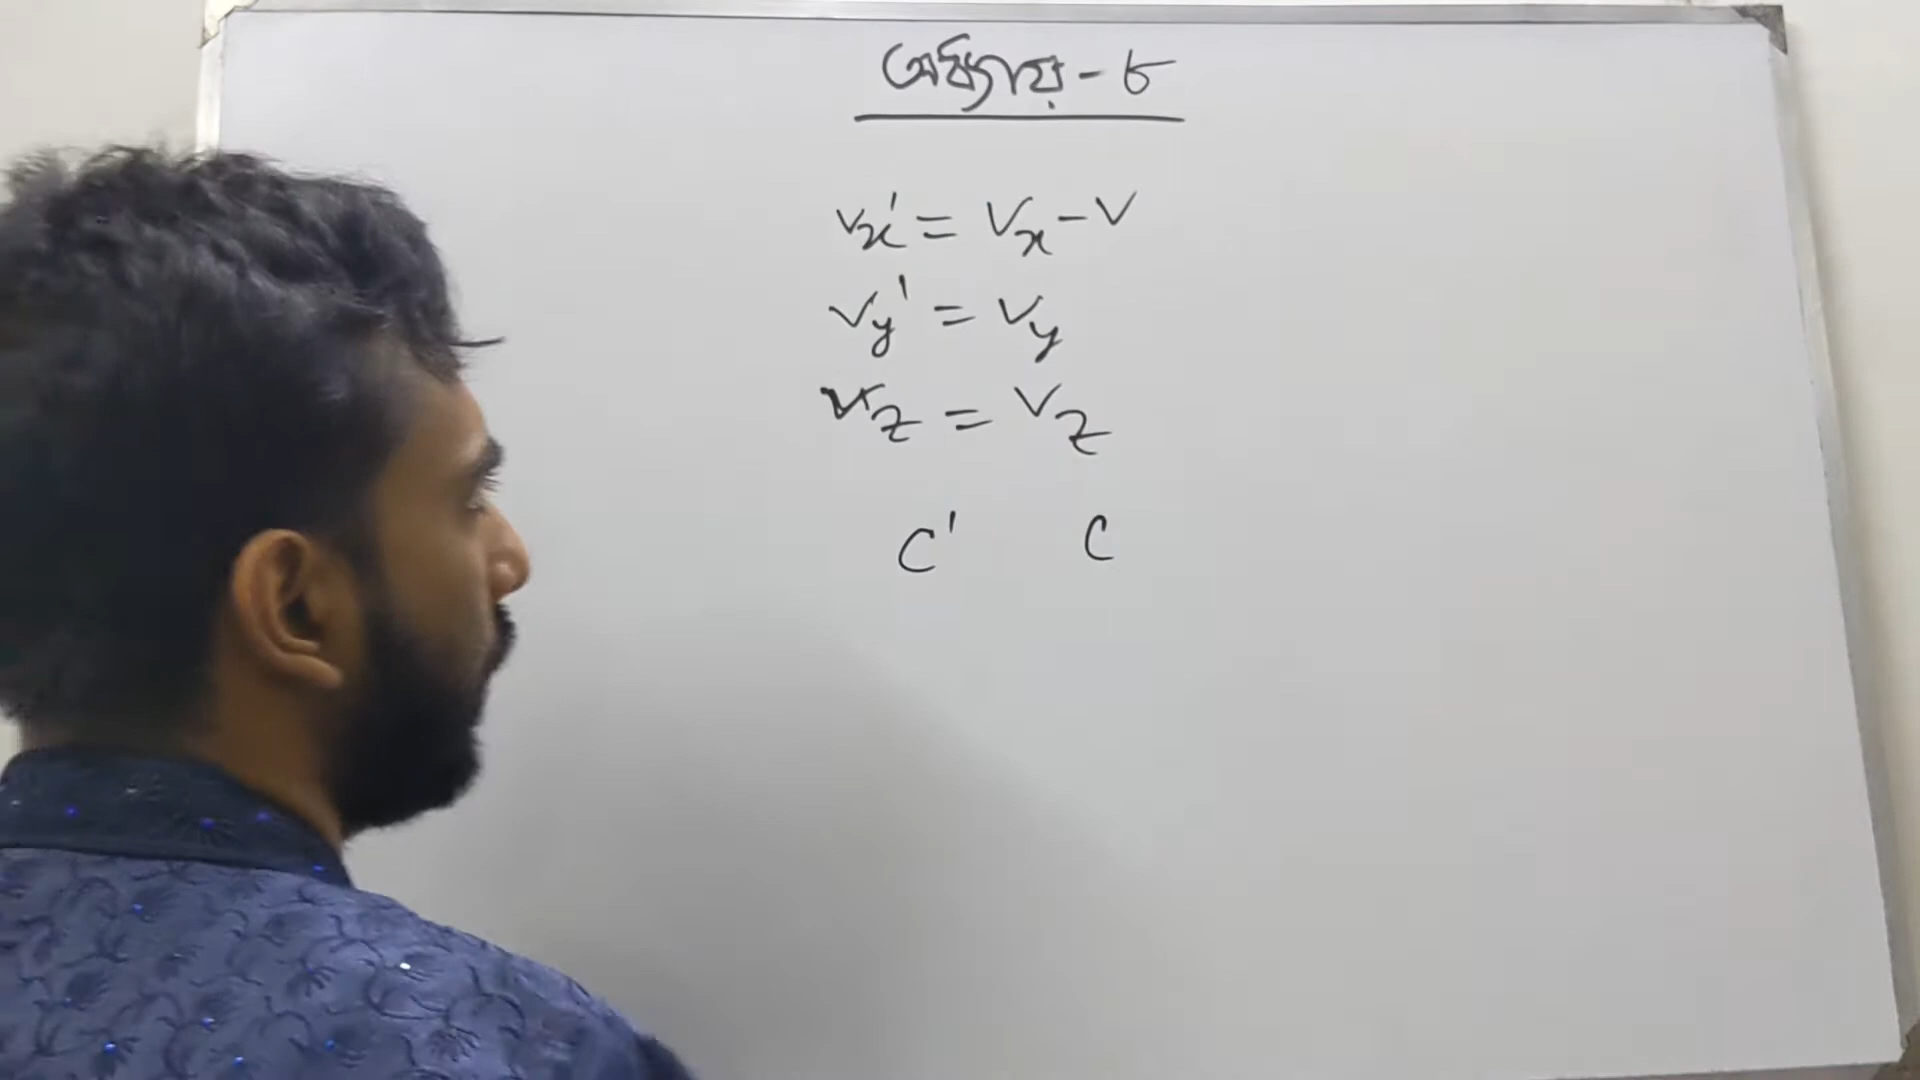 অধ্যায় - ৮
Vx' = Vx - V
Vy' = Vy
Vz = Vz
C' C